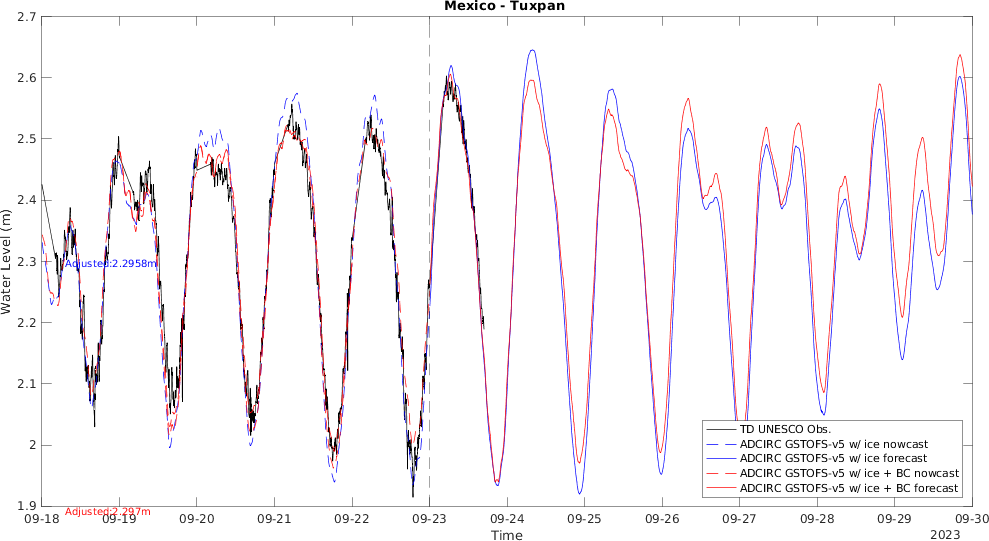 Mexico - Tuxpan
2.7
2.6
2.5
2.4
2.3
2.2
2.1
2
1.9
Water Level (m)
Adjusted:2.2958m
Adjusted:2.297m
TD UNESCO Obs.
ADCIRC GSTOFS-v5 w/ ice nowcast
ADCIRC GSTOFS-v5 w/ ice forecast
ADCIRC GSTOFS-v5 w/ ice + BC nowcast
ADCIRC GSTOFS-v5 w/ ice + BC forecast
09-18 09-19 09-20 09-21 09-22 09-23 09-24 09-25 09-26 09-27 09-28 09-29 09-30
Time
2023